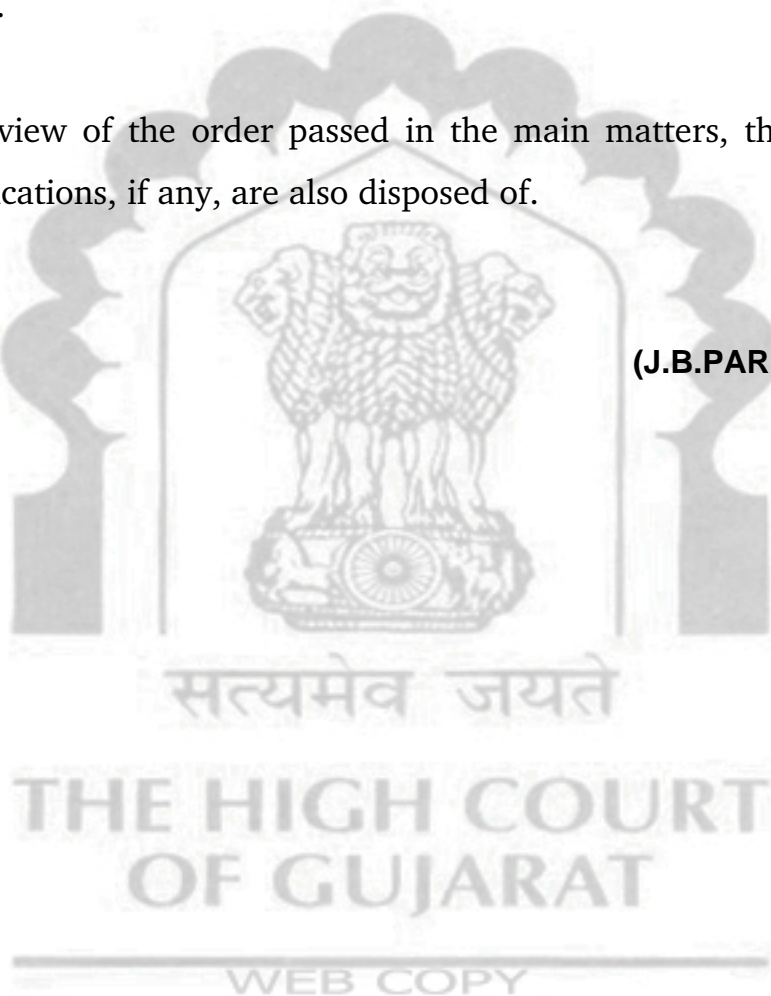 .
view of the order passed in the main matters, th
ications, if any, are also disposed of.
(J.B.PAR
सत्यमेव जयते
THE HIGH COURT
OF GUJARAT
WEB COPY